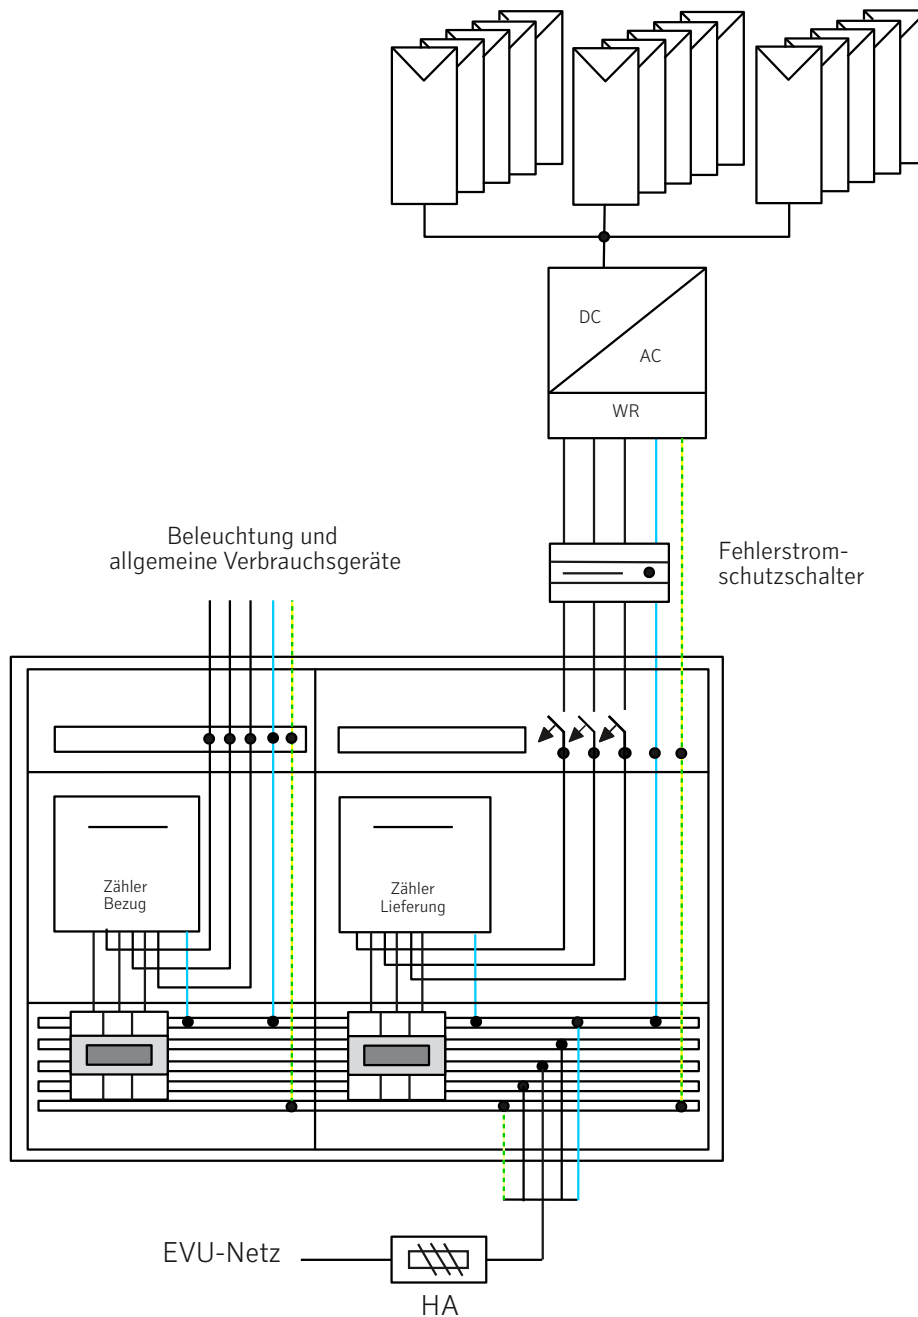 DC
AC
WR
Beleuchtung und
allgemeine Verbrauchsgeräte
Fehlerstrom-
schutzschalter
Zähler
Bezug
Zähler
Lieferung
EVU-Netz
HA